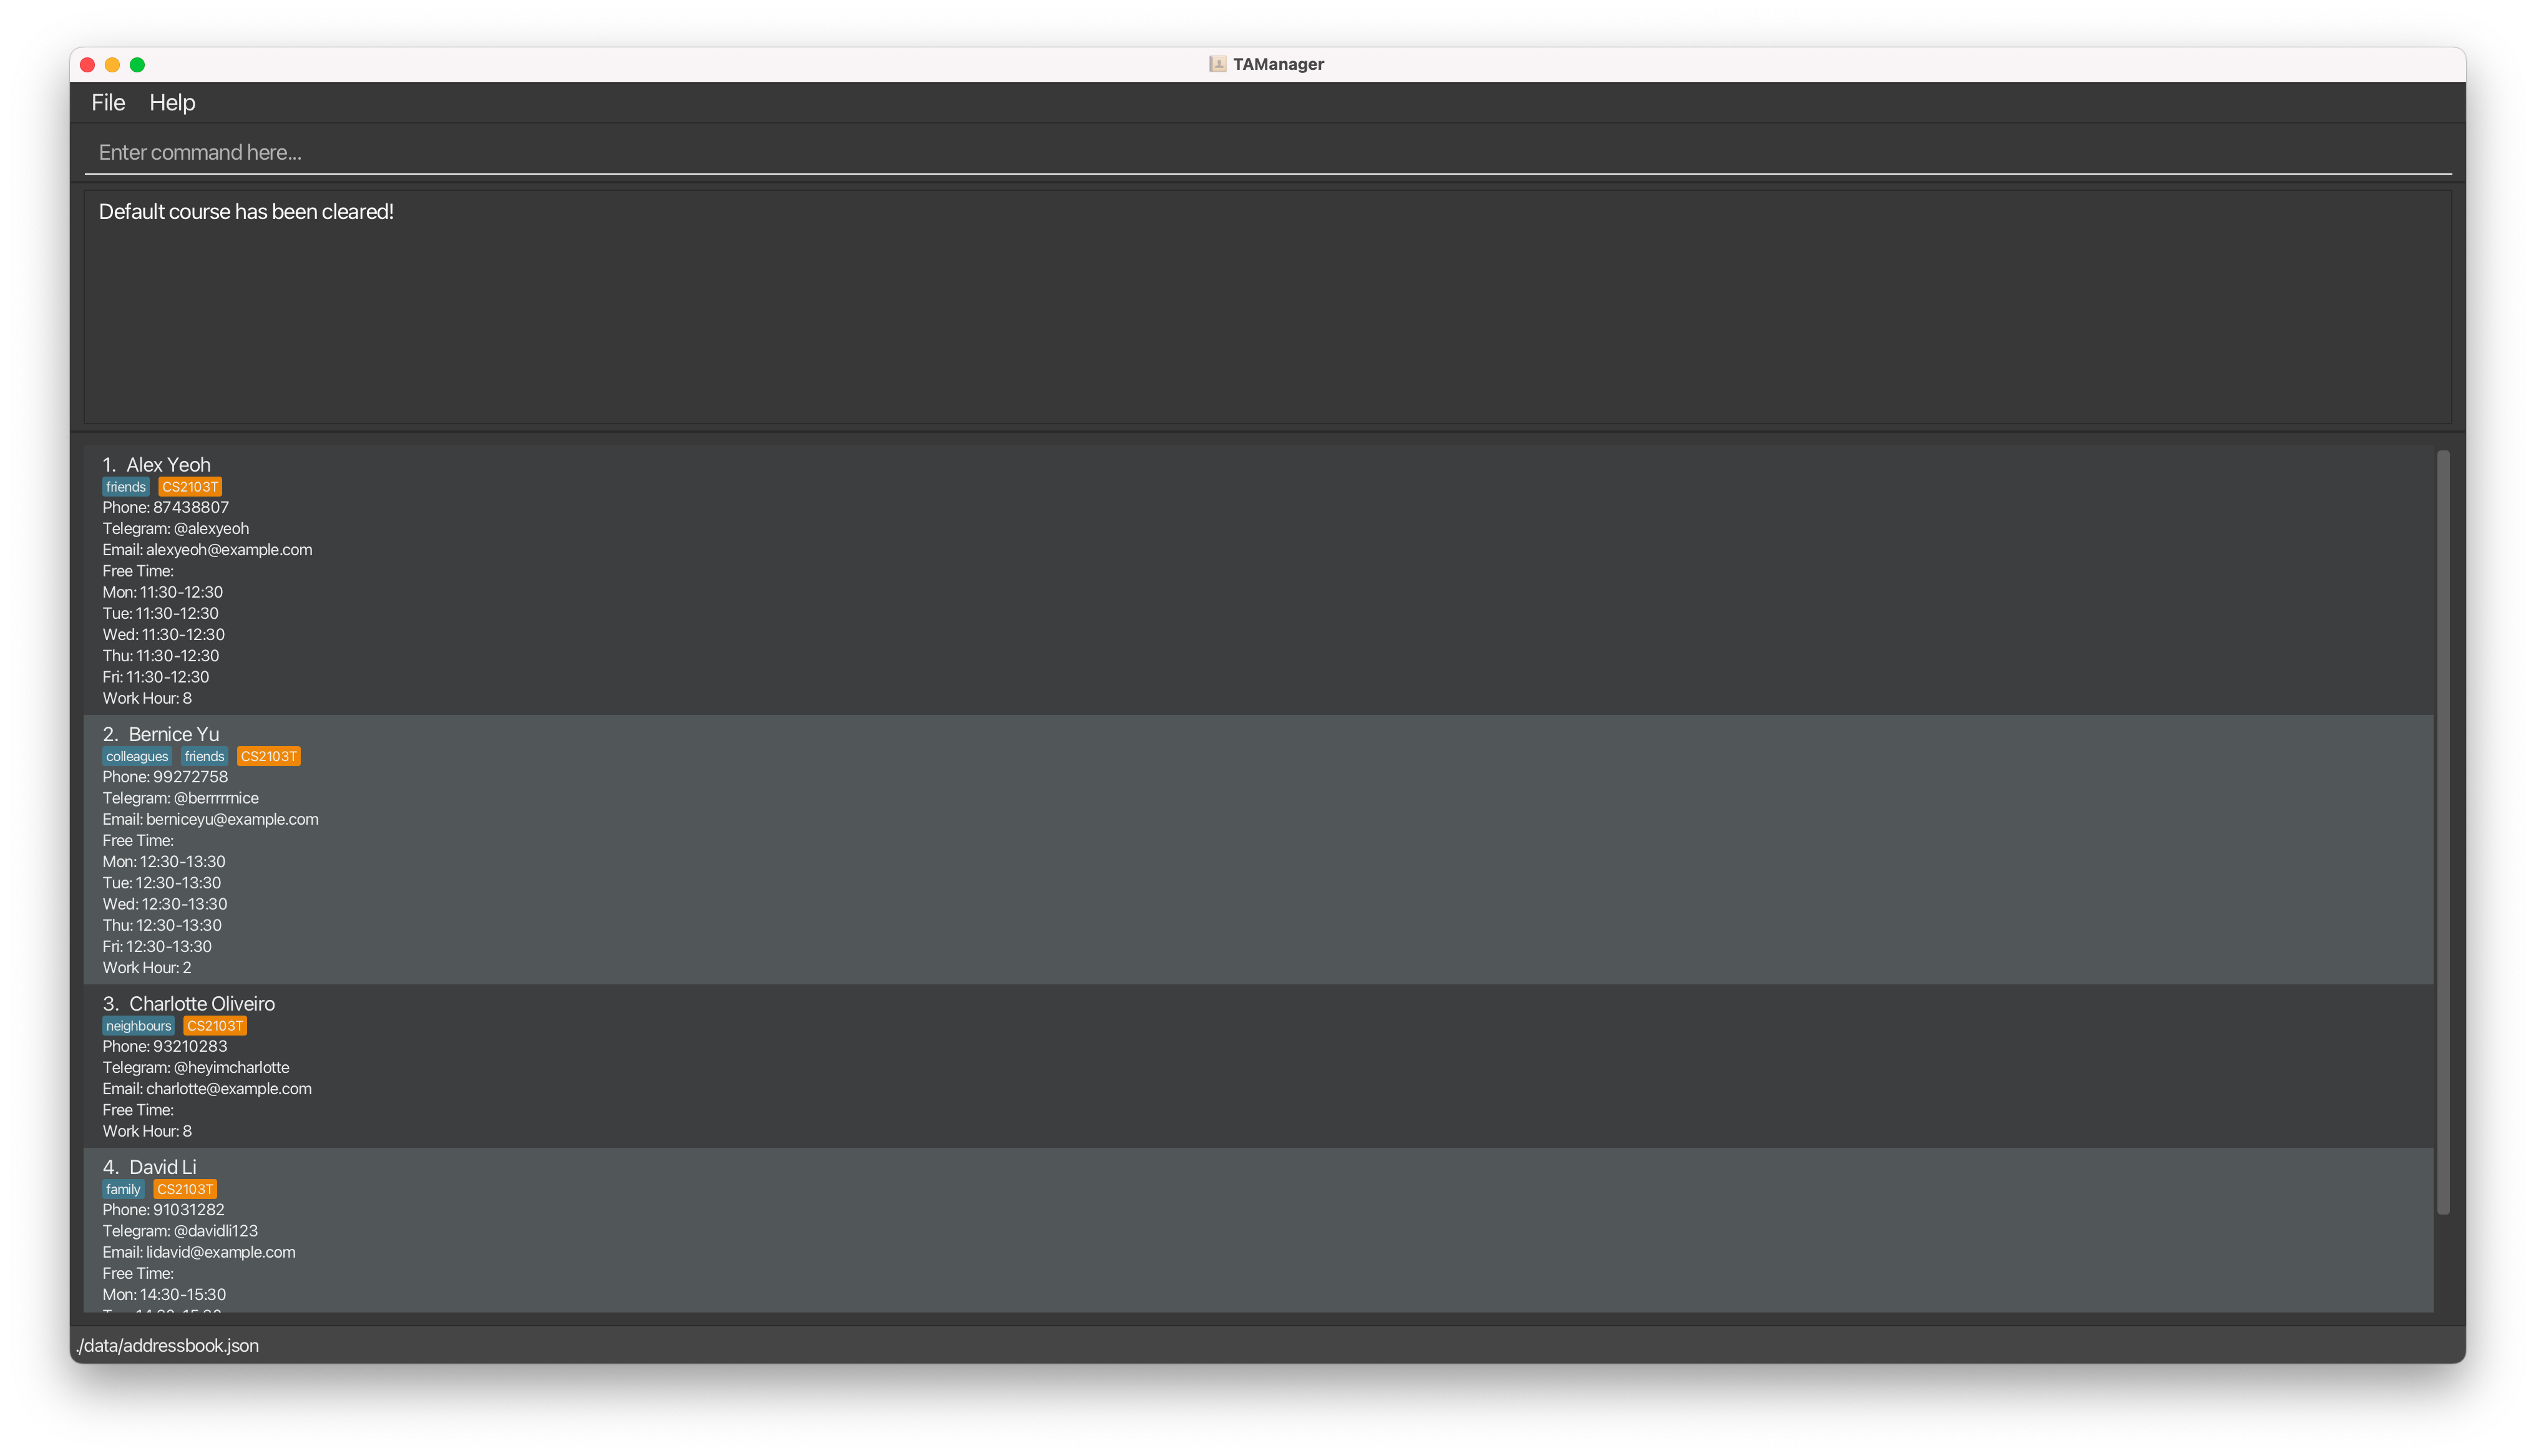 TAManager
File Help
Enter command here...
Default course has been cleared!
1. Alex Yeoh
friends CS2103T
Phone: 87438807
Telegram: @alexyeoh
Email: alexyeoh@example.com
Free Time:
Mon: 11:30-12:30
Tue: 11:30-12:30
Wed: 11:30-12:30
Thu: 11:30-12:30
Fri: 11:30-12:30
Work Hour: 8
2. Bernice Yu
colleagues friends CS2103T
Phone: 99272758
Telegram: @berrrrnice
Email: berniceyu@example.com
Free Time:
Mon: 12:30-13:30
Tue: 12:30-13:30
Wed: 12:30-13:30
Thu: 12:30-13:30
Fri: 12:30-13:30
Work Hour: 2
3. Charlotte Oliveiro
neighbours CS2103T
Phone: 93210283
Telegram: @heyimcharlotte
Email: charlotte@example.com
Free Time:
Work Hour: 8
4. David Li
family CS2103T
Phone: 91031282
Telegram: @davidli123
Email: lidavid@example.com
Free Time:
Mon: 14:30-15:30
./data/addressbook.json